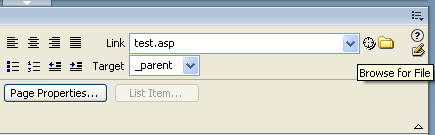 Link test.asp
Target _parent
Browse for File
Page Properties... List Item...